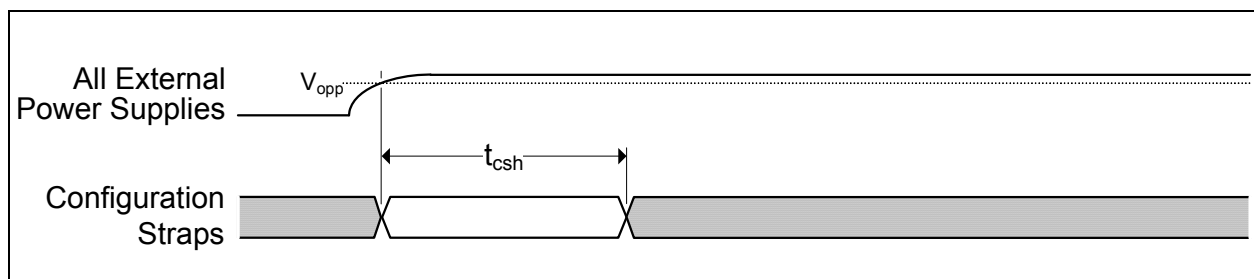 All External
Power Supplies
Vopp
tcsh
Configuration
Straps